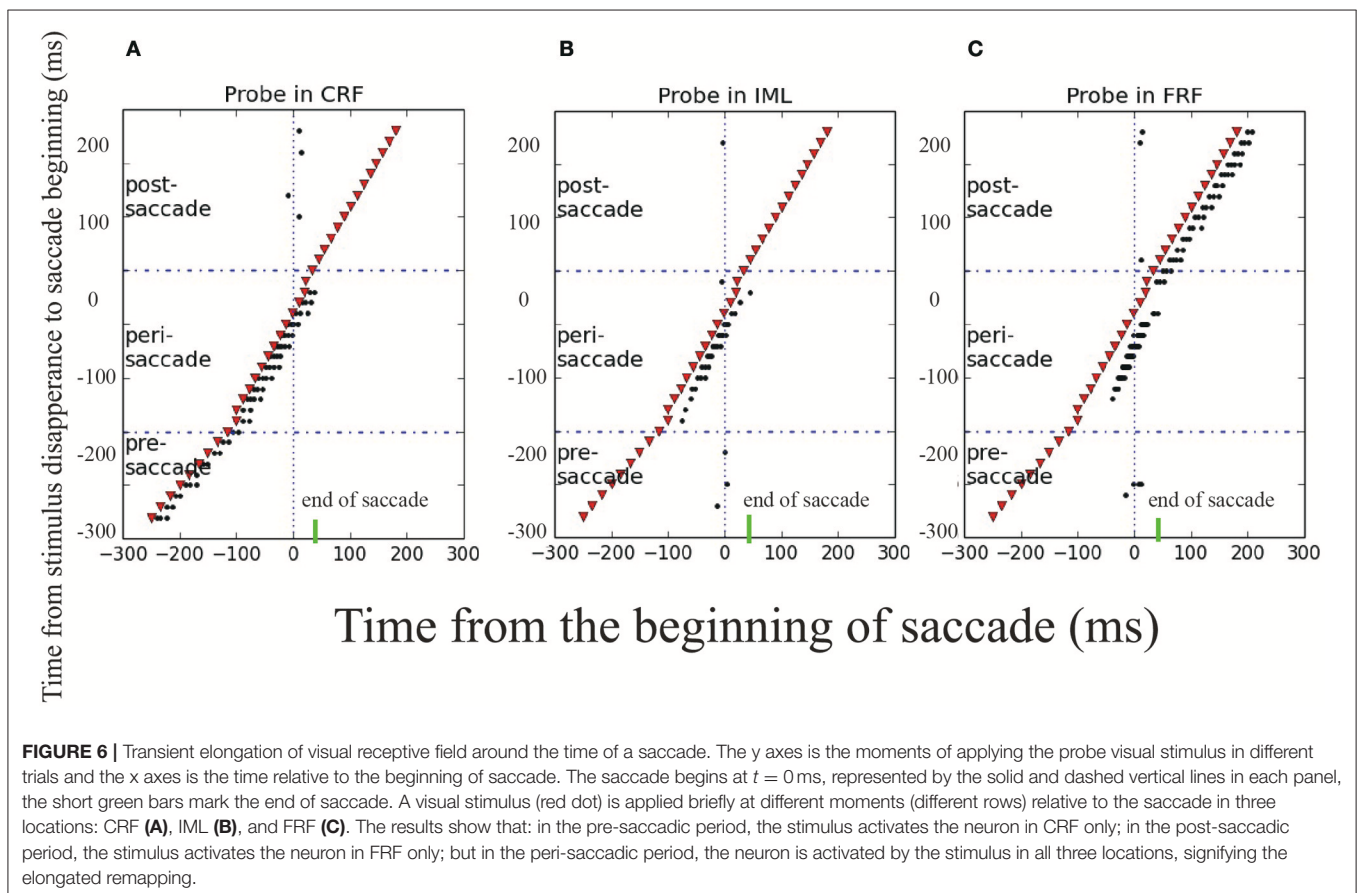 A
B
C
Time from stimulus disapperance to saccade beginning (ms)
Probe in CRF
200
100
0
-100
-200
-300
post-
saccade
peri-
saccade
pre-
saccade
end of saccade
−300 −200 −100 0 100 200 300
Probe in IML
200
100
0
-100
-200
-300
post-
saccade
peri-
saccade
pre-
saccade
end of saccade
−300 −200 −100 0 100 200 300
Probe in FRF
200
100
0
-100
-200
-300
post-
saccade
peri-
saccade
pre-
saccade
end of saccade
−300 −200 −100 0 100 200 300
Time from the beginning of saccade (ms)
FIGURE 6 | Transient elongation of visual receptive field around the time of a saccade. The y axes is the moments of applying the probe visual stimulus in different
trials and the x axes is the time relative to the beginning of saccade. The saccade begins at t = 0 ms, represented by the solid and dashed vertical lines in each panel,
the short green bars mark the end of saccade. A visual stimulus (red dot) is applied briefly at different moments (different rows) relative to the saccade in three
locations: CRF (A), IML (B), and FRF (C). The results show that: in the pre-saccadic period, the stimulus activates the neuron in CRF only; in the post-saccadic
period, the stimulus activates the neuron in FRF only; but in the peri-saccadic period, the neuron is activated by the stimulus in all three locations, signifying the
elongated remapping.